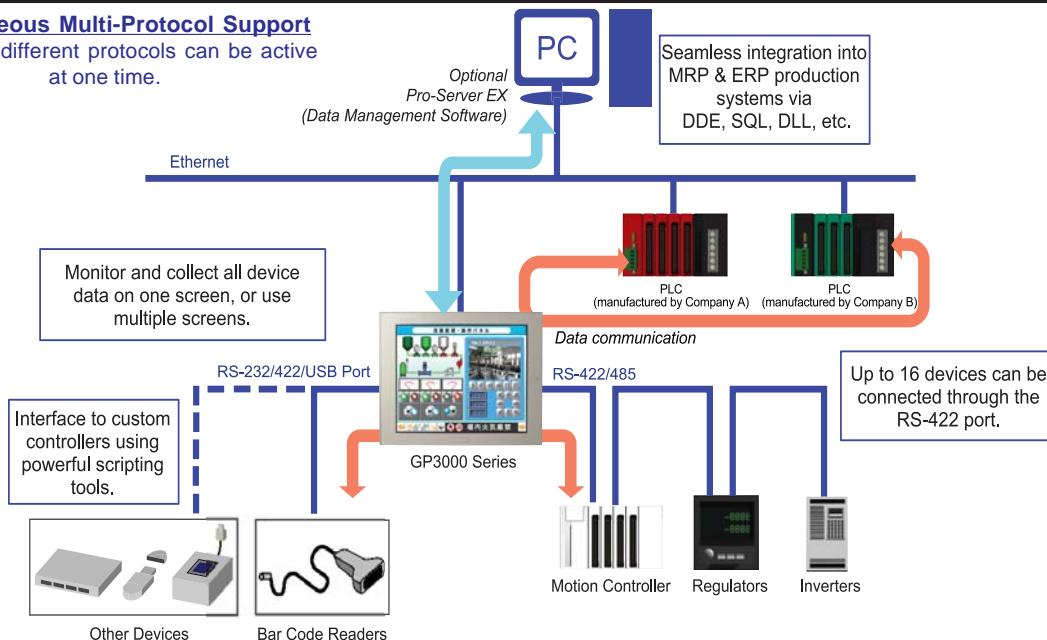 eous Multi-Protocol Support
different protocols can be active
at one time.
PC
Optional
Pro-Server EX
(Data Management Software)
Seamless integration into
MRP & ERP production
systems via
DDE, SQL, DLL, etc.
Ethernet
Monitor and collect all device
data on one screen, or use
multiple screens.
PLC
(manufactured by Company A)
PLC
(manufactured by Company B)
Data communication
RS-232/422/USB Port
RS-422/485
Up to 16 devices can be
connected through the
RS-422 port.
Interface to custom
controllers using
powerful scripting
tools.
GP3000 Series
Motion Controller
Regulators
Inverters
Other Devices
Bar Code Readers